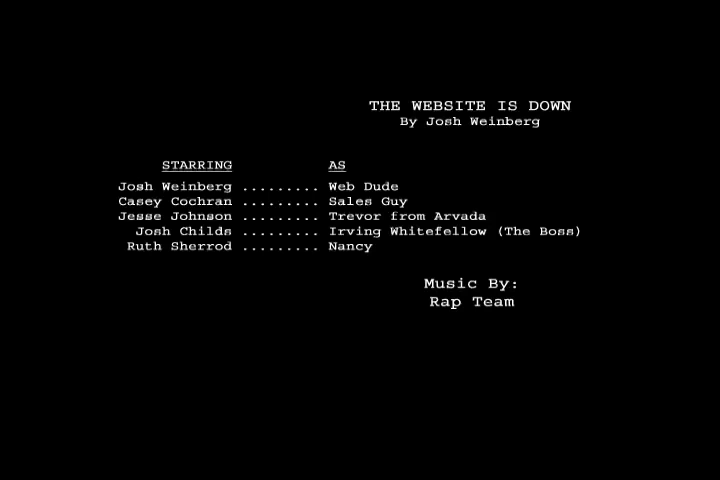 THE WEBSITE IS DOWN
By Josh Weinberg
STARRING AS
Josh Weinberg ......... Web Dude
Casey Cochran ......... Sales Guy
Jesse Johnson ......... Trevor from Arvada
Josh Childs ......... Irving Whitefellow (The Boss)
Ruth Sherrod ......... Nancy
Music By:
Rap Team